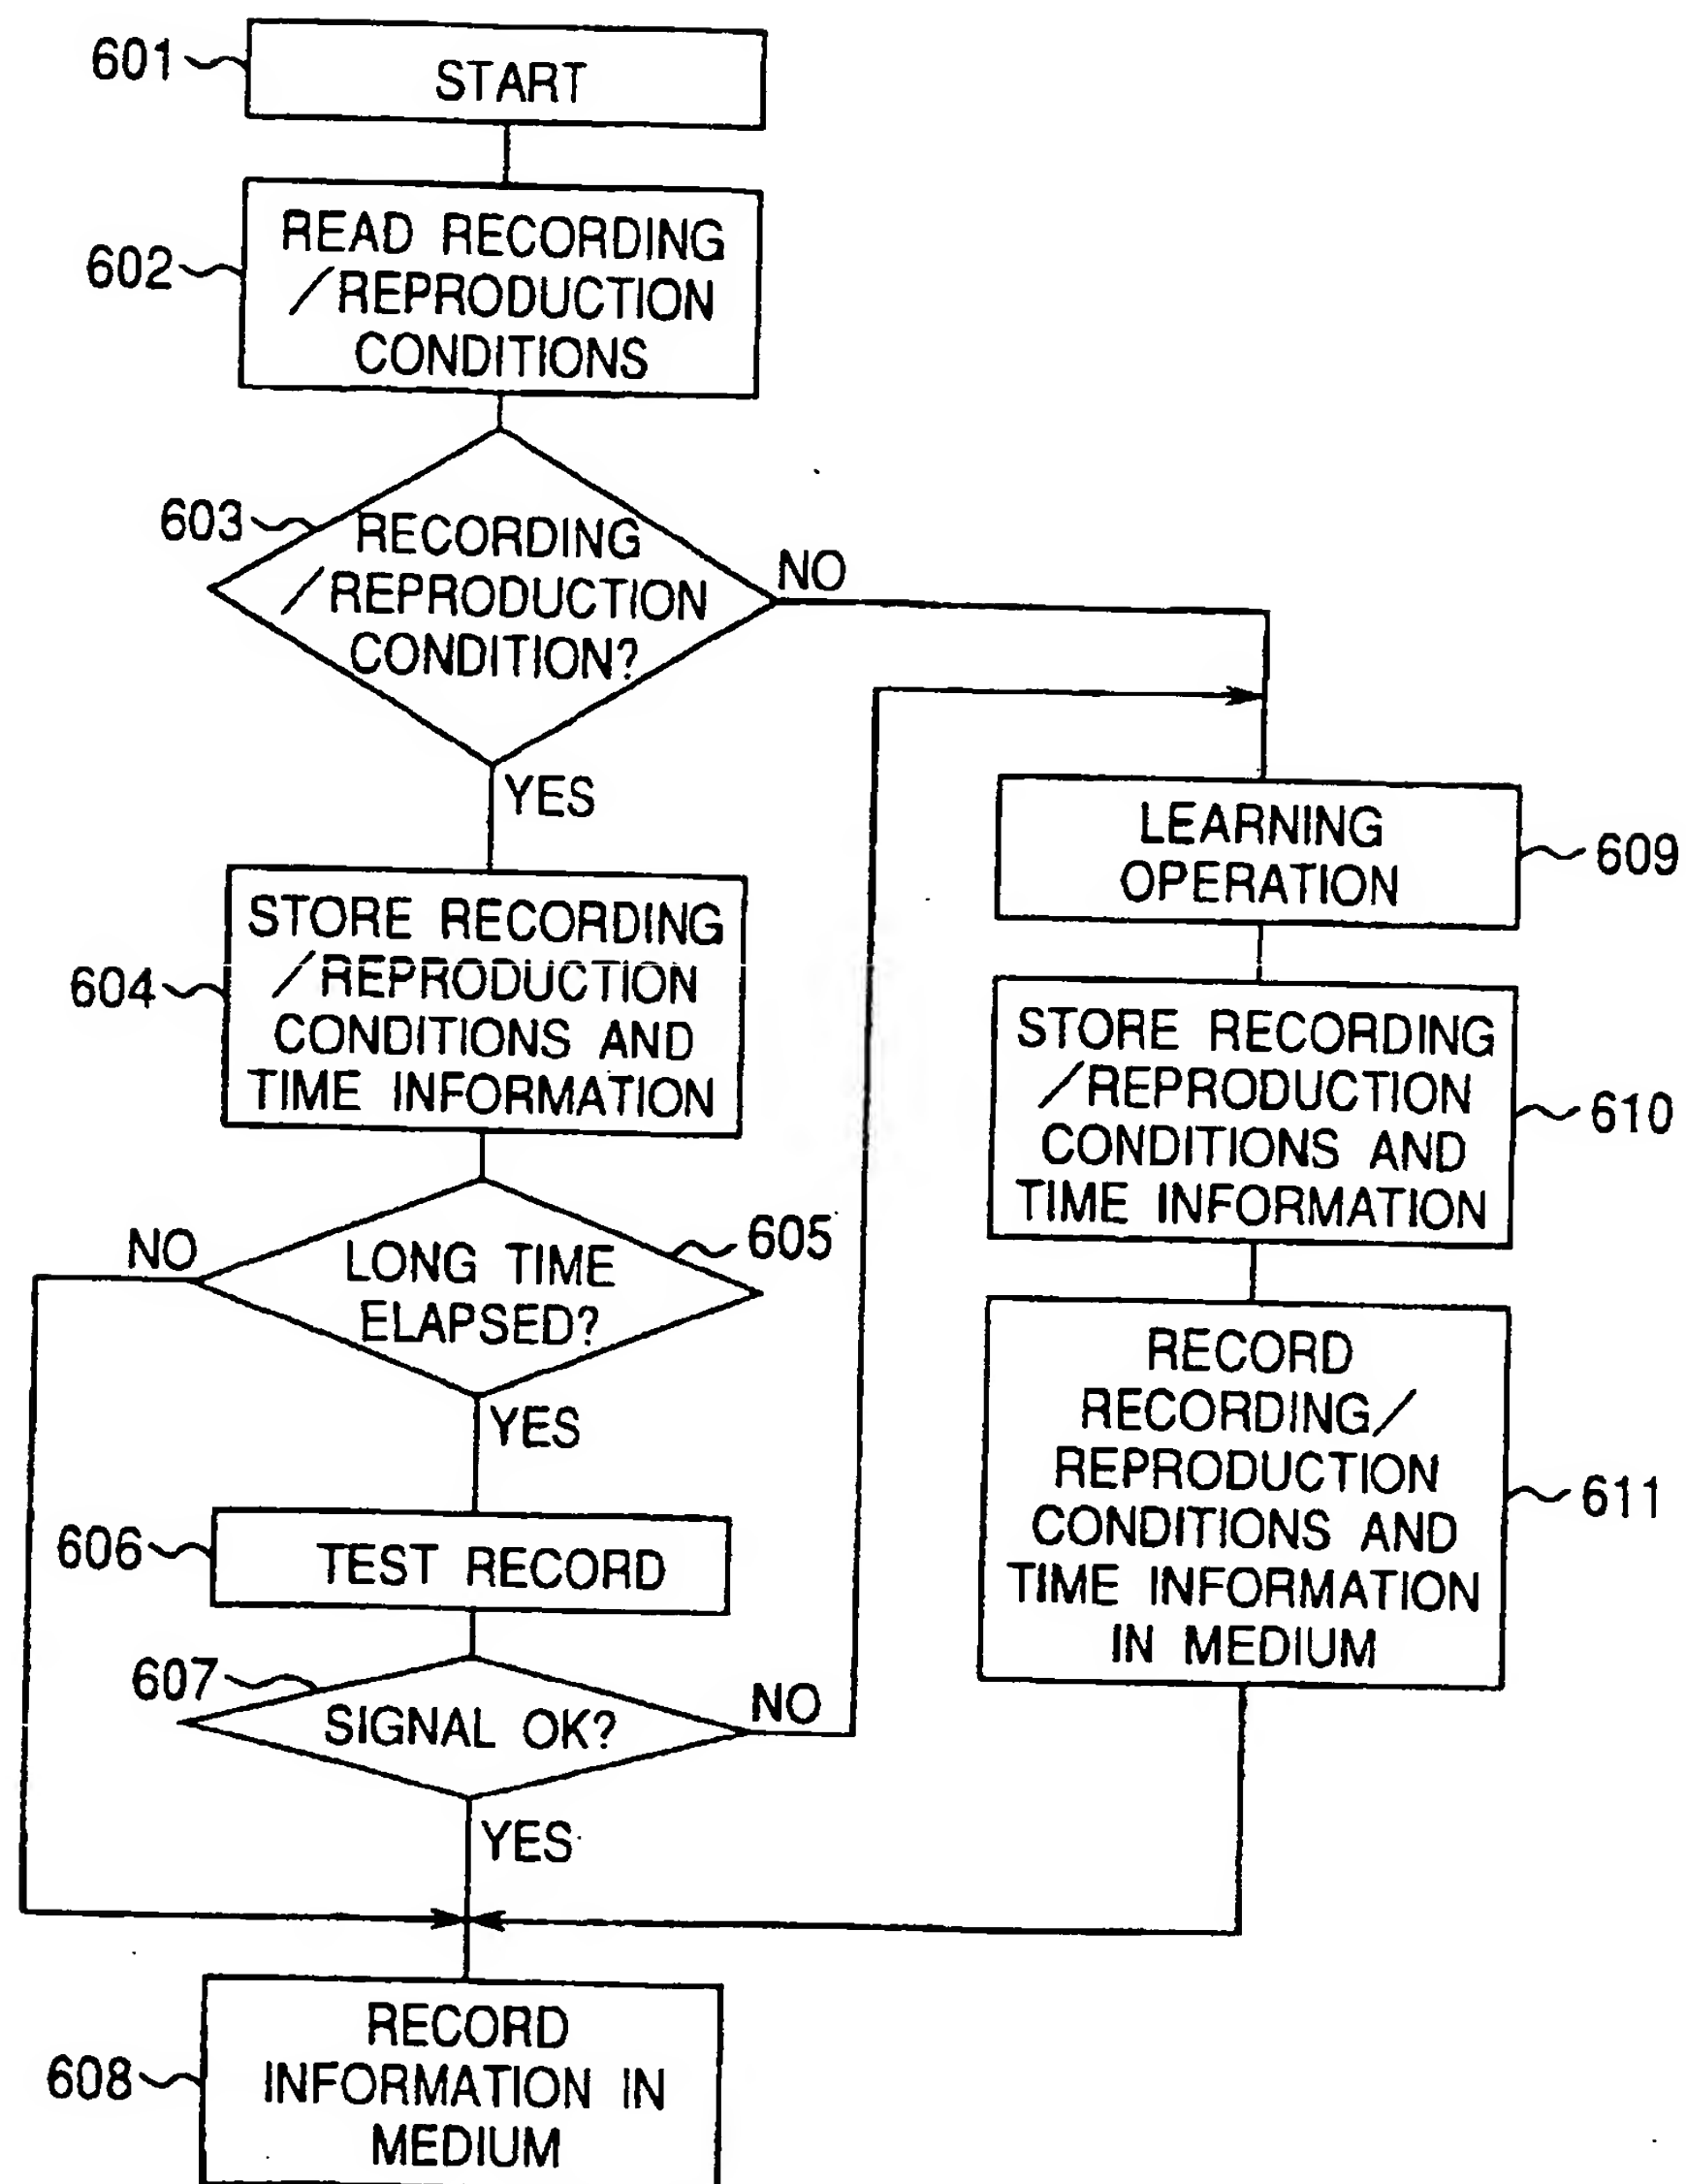 601
START
602
READ RECORDING
/REPRODUCTION
CONDITIONS
603
RECORDING
/REPRODUCTION
CONDITION?
NO
YES
604
STORE RECORDING
/REPRODUCTION
CONDITIONS AND
TIME INFORMATION
605
LONG TIME
ELAPSED?
NO
YES
606
TEST RECORD
607
SIGNAL OK?
NO
YES
608
RECORD
INFORMATION IN
MEDIUM
LEARNING
OPERATION
609
STORE RECORDING
/REPRODUCTION
CONDITIONS AND
TIME INFORMATION
610
RECORD
RECORDING/
REPRODUCTION
CONDITIONS AND
TIME INFORMATION
IN MEDIUM
611